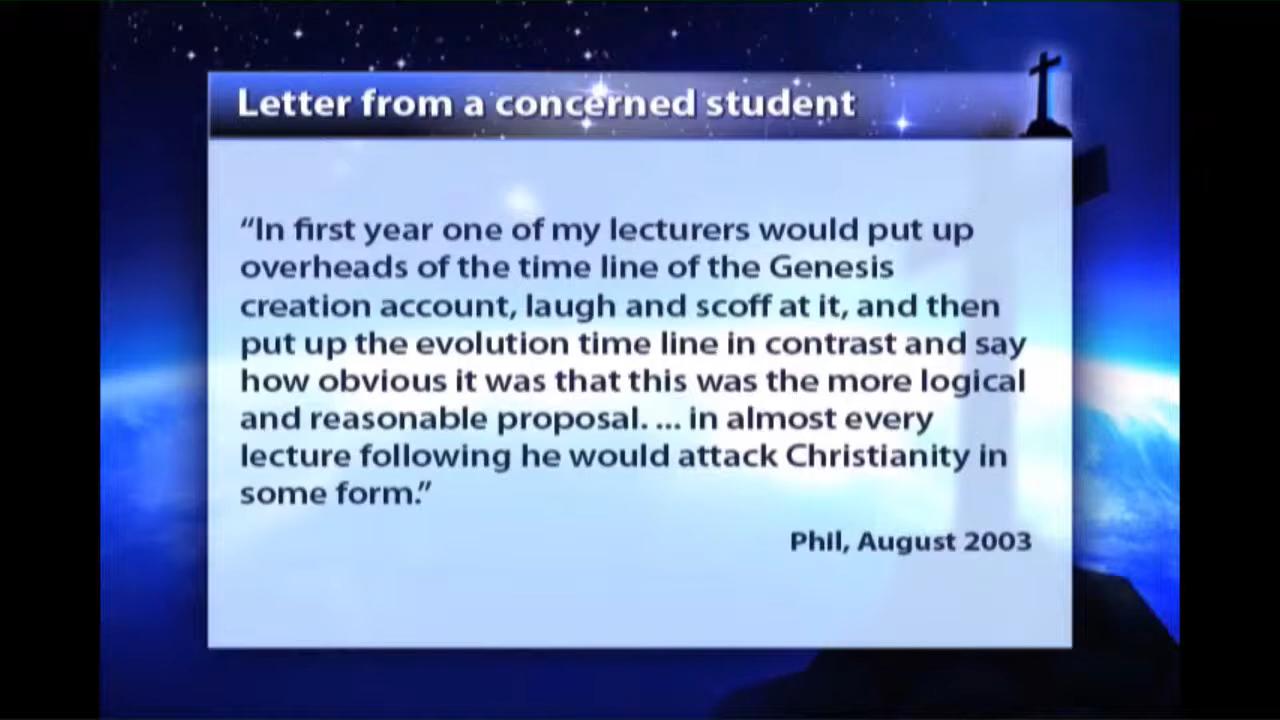 Letter from a concerned student
“In first year one of my lecturers would put up
overheads of the time line of the Genesis
creation account, laugh and scoff at it, and then
put up the evolution time line in contrast and say
how obvious it was that this was the more logical
and reasonable proposal. ... in almost every
lecture following he would attack Christianity in
some form.”
Phil, August 2003